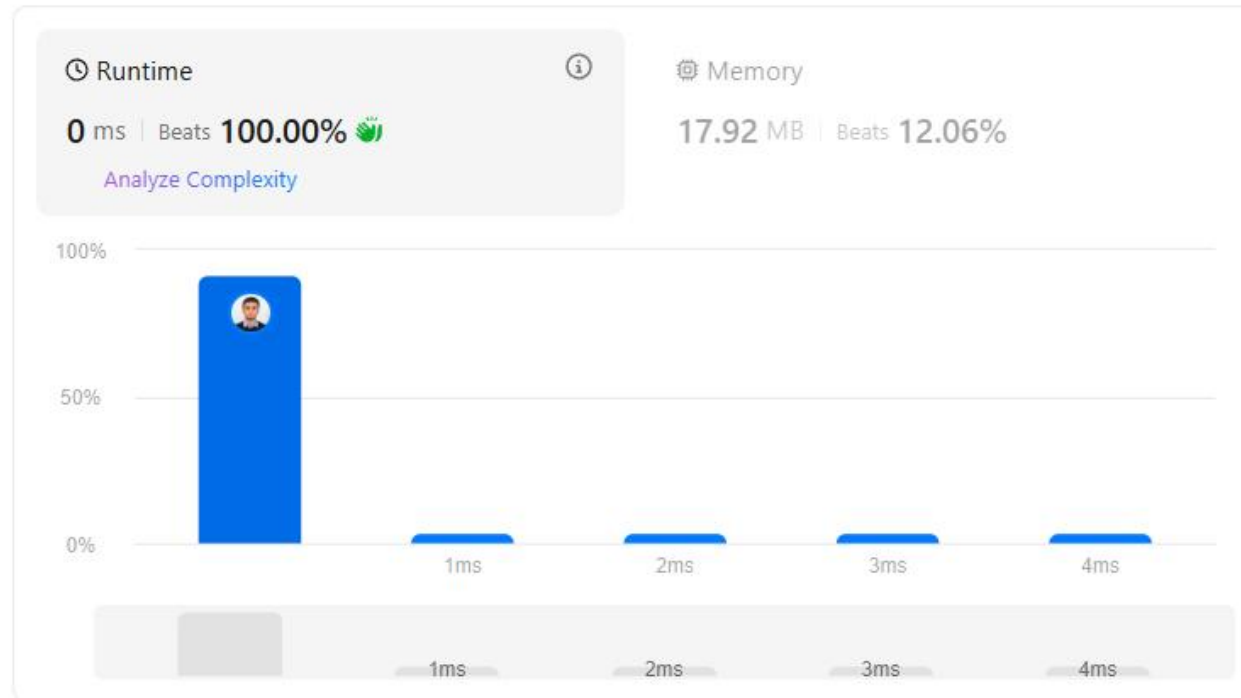 Runtime
0 ms | Beats 100.00%
Analyze Complexity
Memory
17.92 MB | Beats 12.06%
100%
50%
0%
1ms 2ms 3ms 4ms
1ms 2ms 3ms 4ms